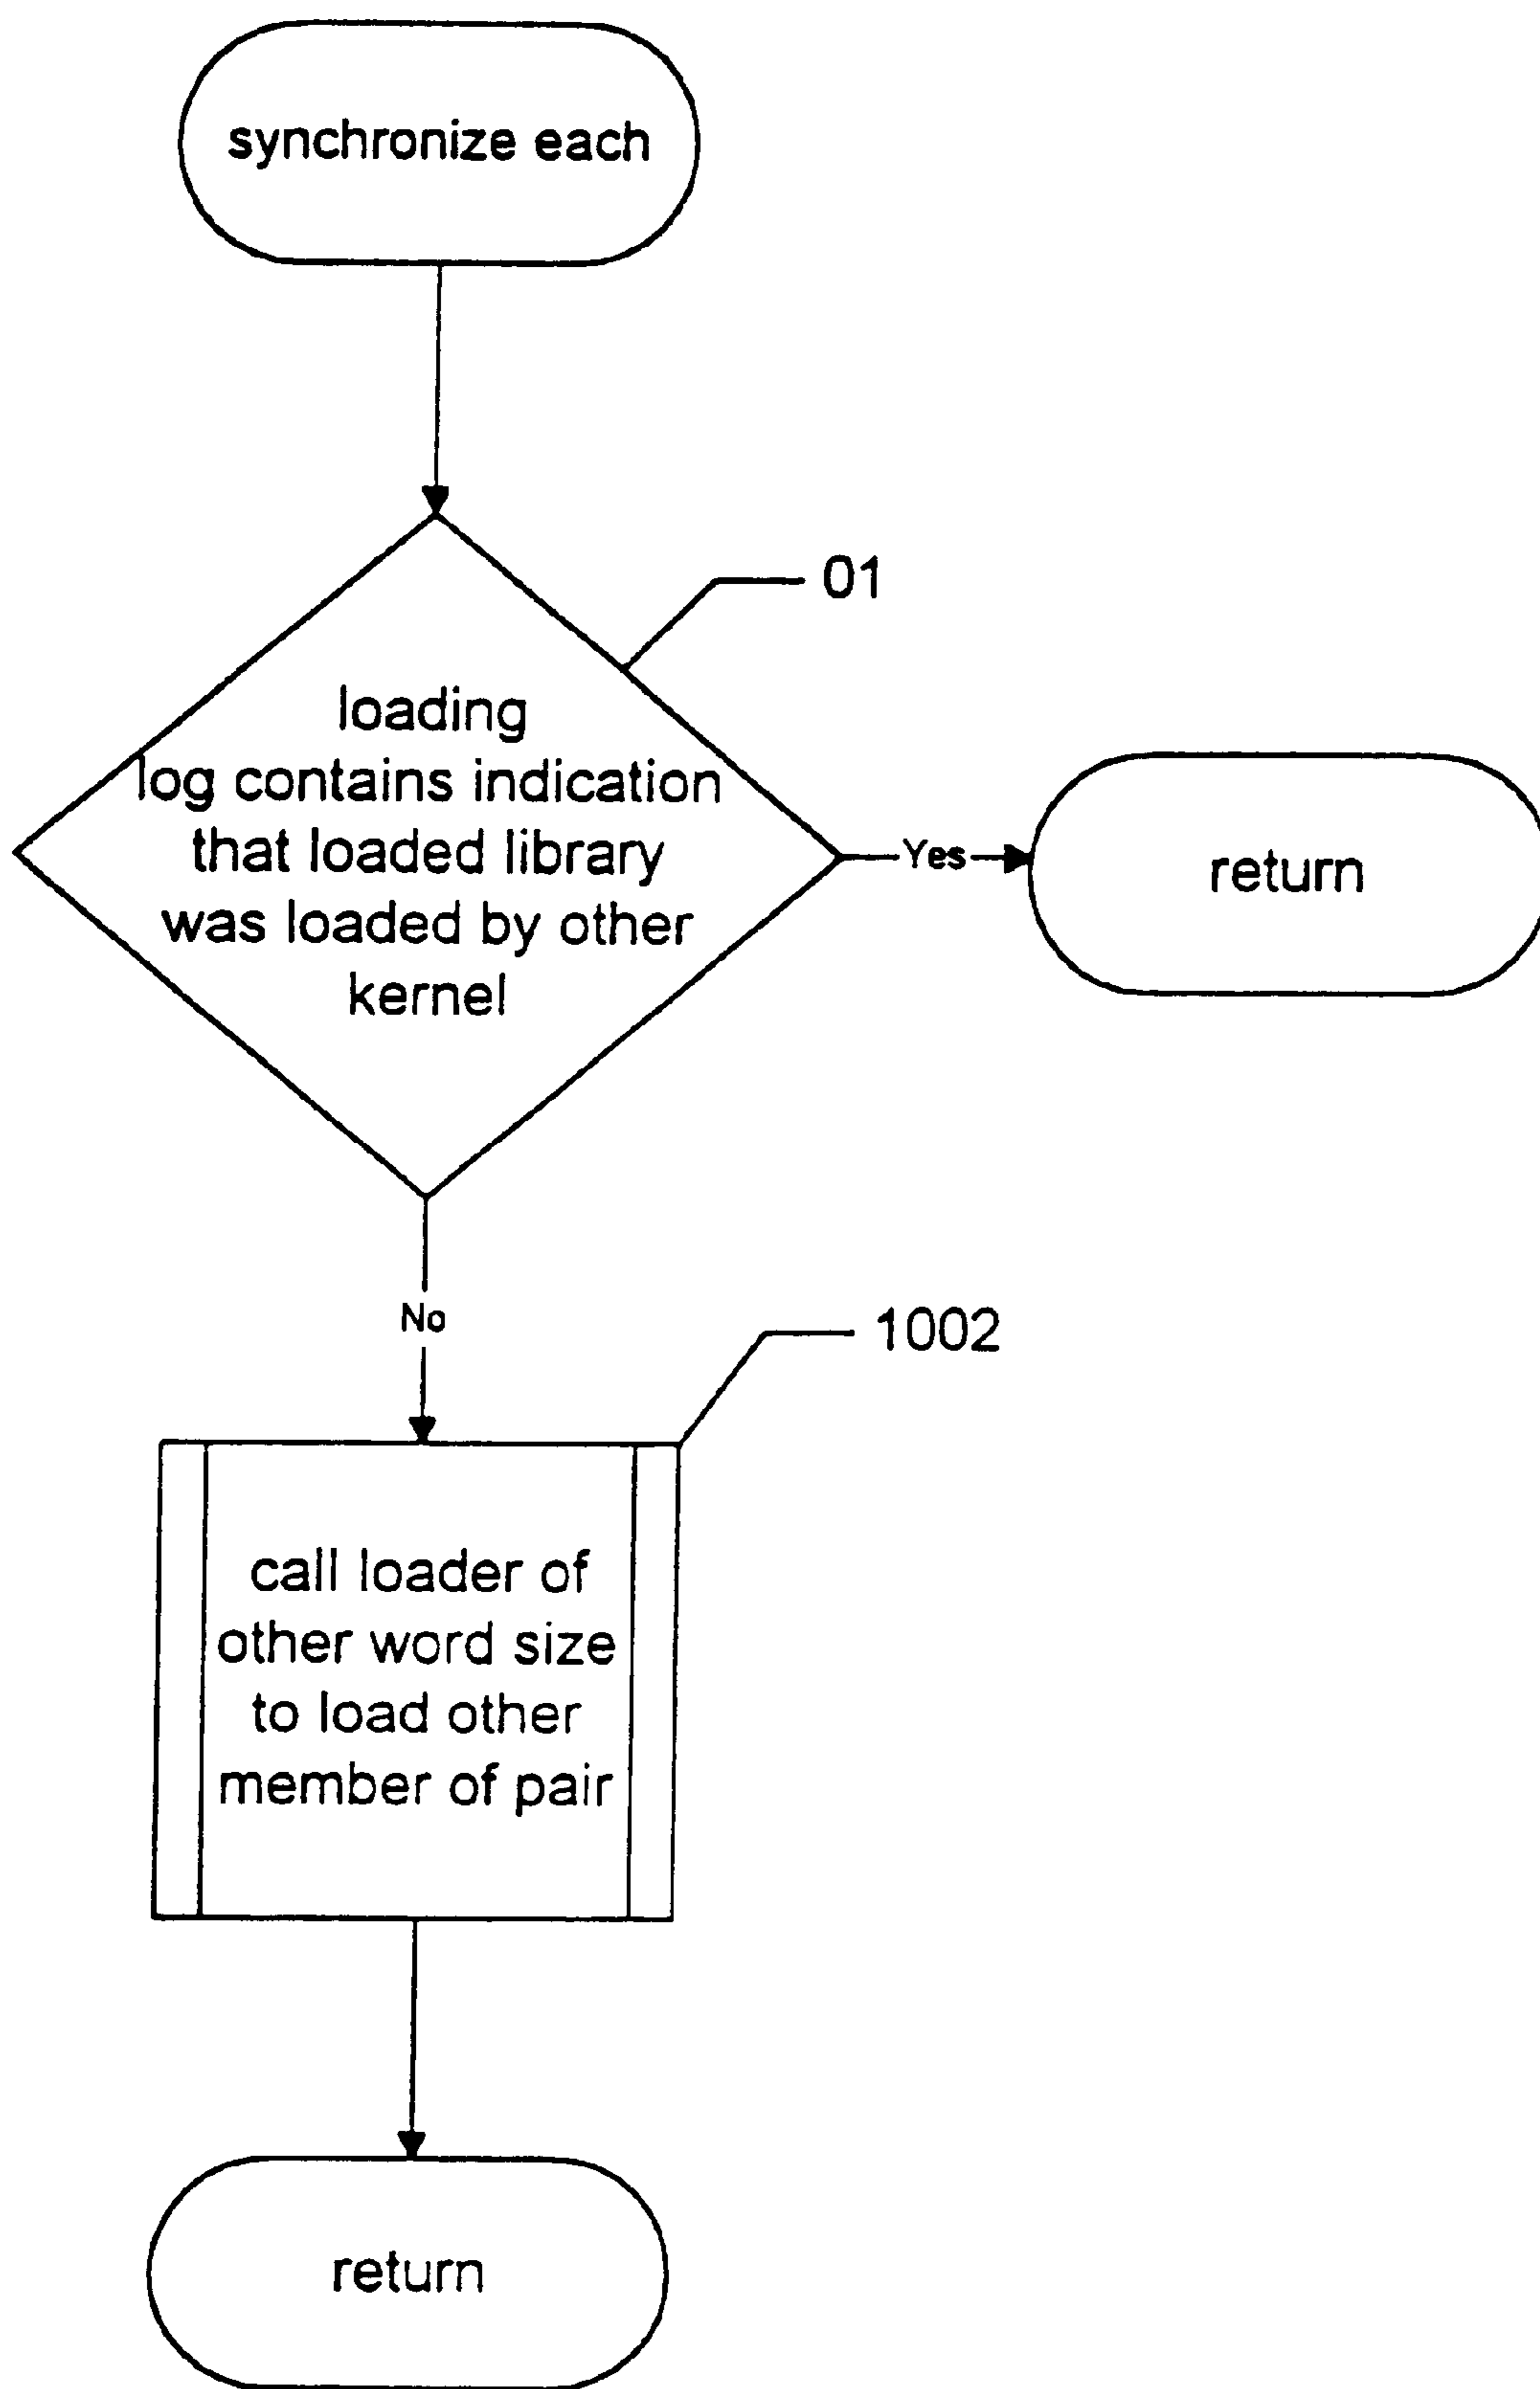 synchronize each
01
loading
log contains indication
that loaded library
was loaded by other
kernel
Yes
return
No
1002
call loader of
other word size
to load other
member of pair
return